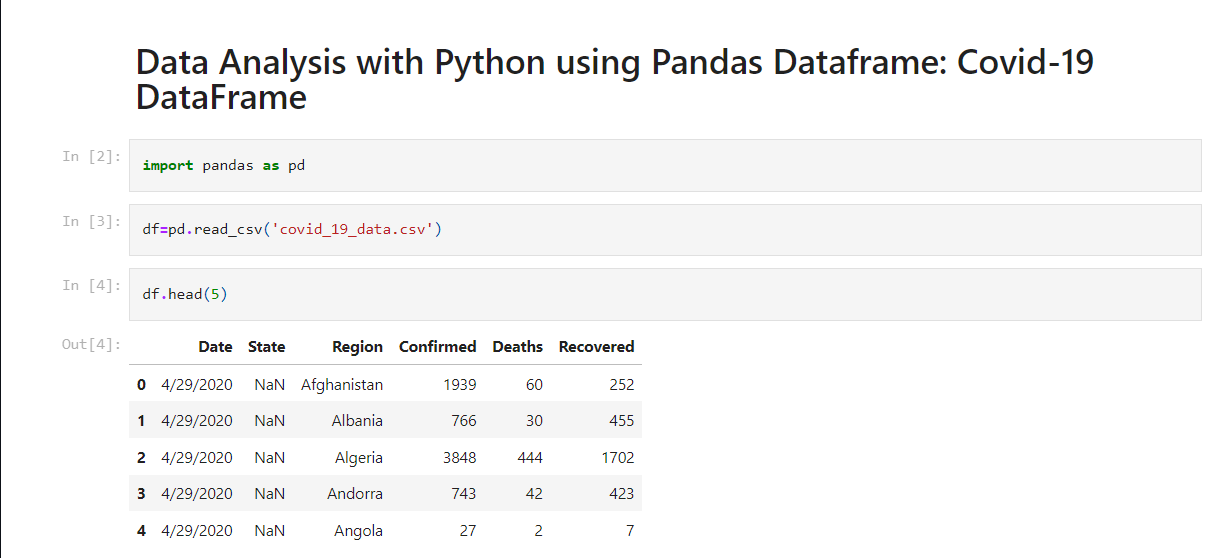 Data Analysis with Python using Pandas Dataframe: Covid-19
DataFrame
In [2]: import pandas as pd
In [3]: df=pd.read_csv('covid_19_data.csv')
In [4]: df.head(5)
Out[4]:
Date State Region Confirmed Deaths Recovered
0 4/29/2020 NaN Afghanistan 1939 60 252
1 4/29/2020 NaN Albania 766 30 455
2 4/29/2020 NaN Algeria 3848 444 1702
3 4/29/2020 NaN Andorra 743 42 423
4 4/29/2020 NaN Angola 27 2 7